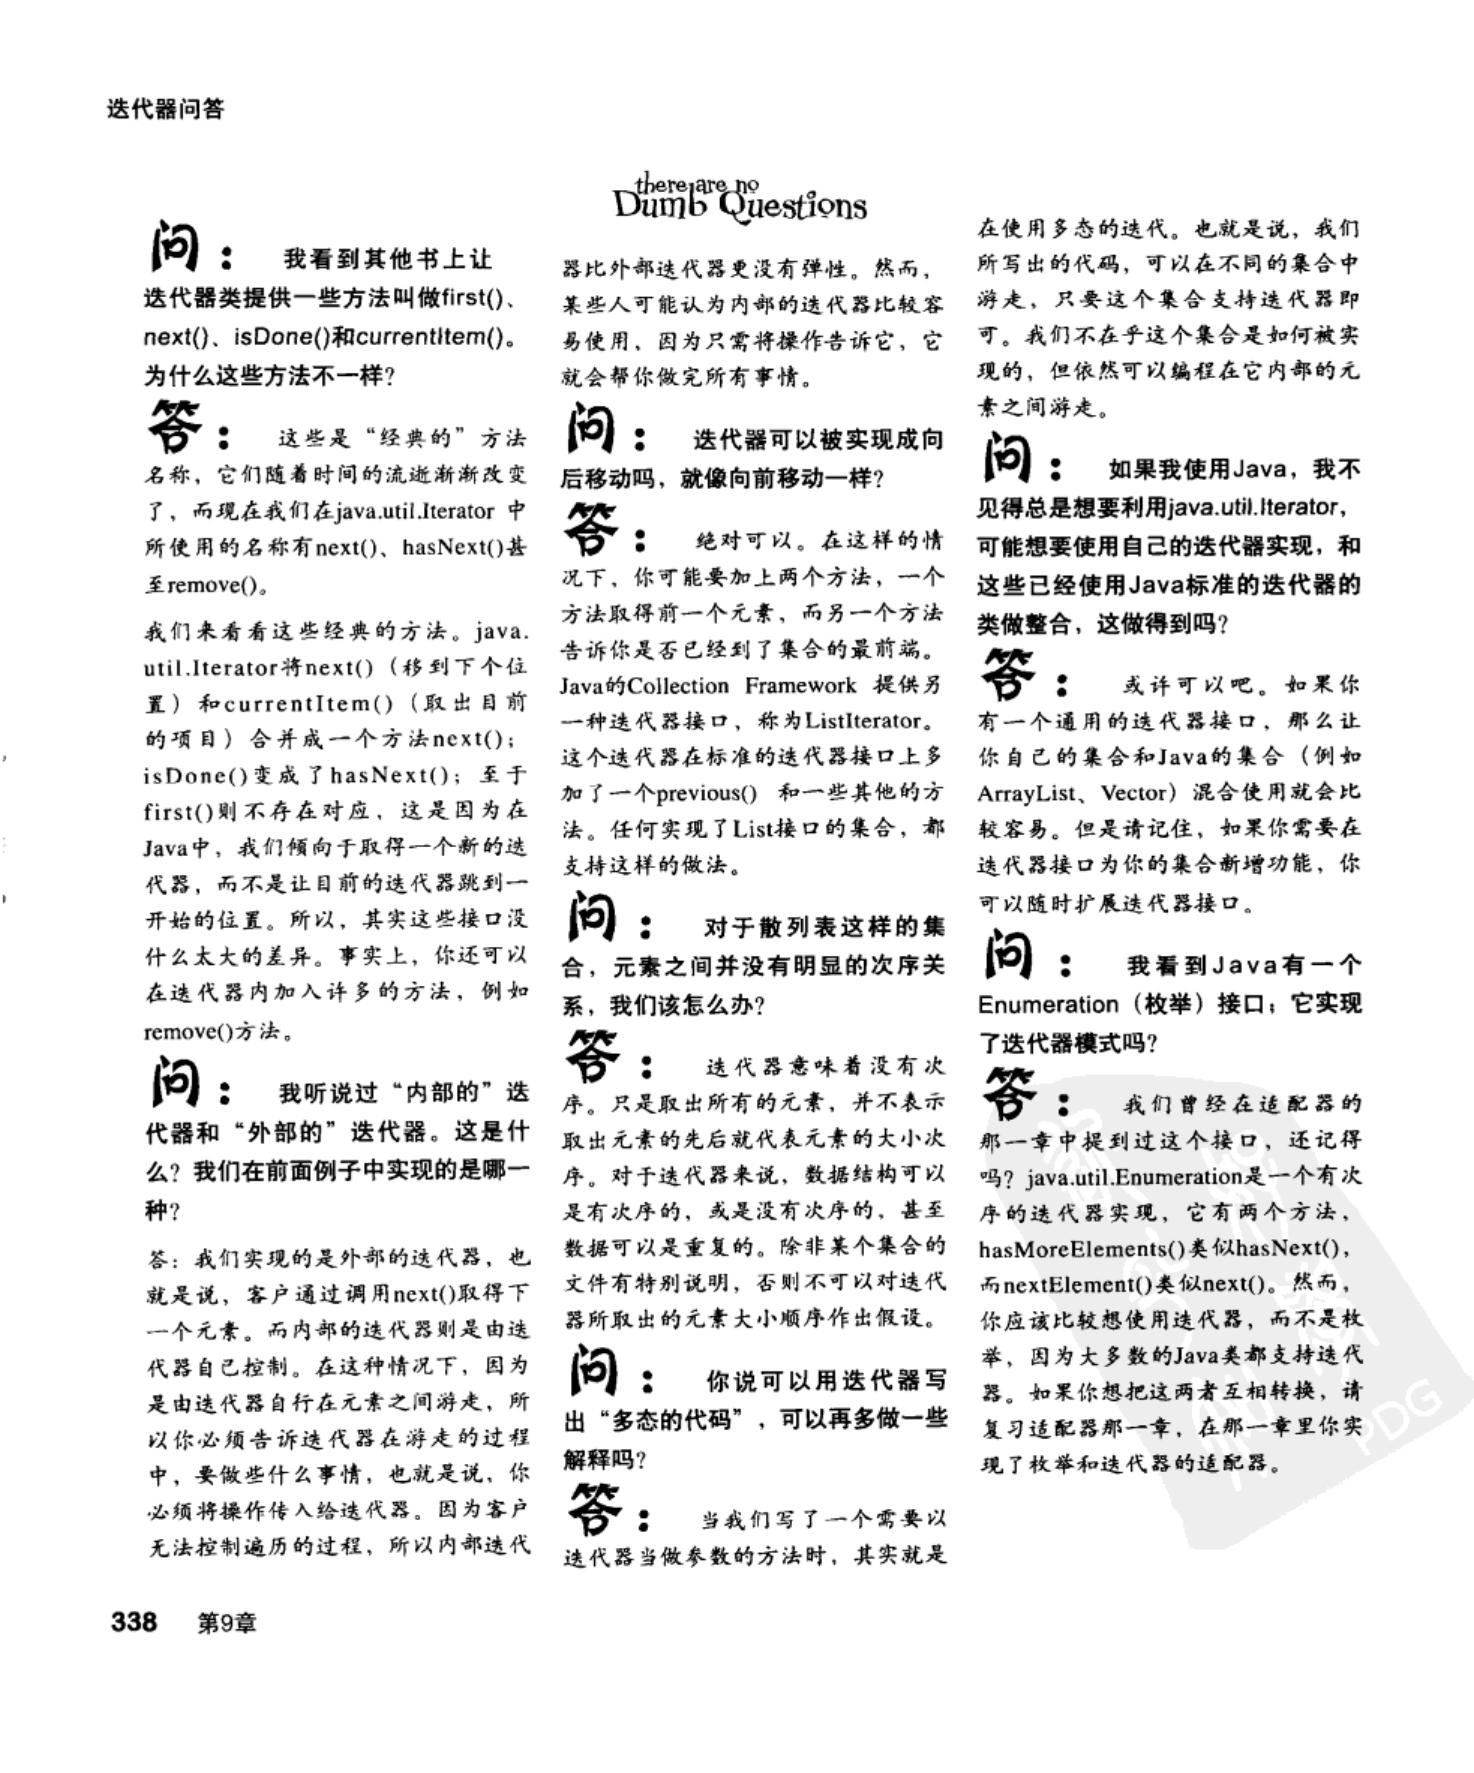 迭代器问答
there are no
Dumb Questions
问： 我看到其他书上让
迭代器类提供一些方法叫做first()、
next()、isDone()和currentItem()。
为什么这些方法不一样？
答： 这些是“经典的”方法
名称，它们随着时间的流逝渐渐改变
了，而现在我们在java.util.Iterator 中
所使用的名称有next()、hasNext()甚
至remove()。
我们来看看这些经典的方法。java.
util.Iterator将next()（移到下个位
置）和currentItem()（取出目前
的项目）合并成一个方法next()；
isDone()变成了hasNext()；至于
first()则不存在对应，这是因为在
Java中，我们倾向于取得一个新的迭
代器，而不是让目前的迭代器跳到一
开始的位置。所以，其实这些接口没
什么太大的差异。事实上，你还可以
在迭代器内加入许多的方法，例如
remove()方法。
问： 我听说过“内部的”迭
代器和“外部的”迭代器。这是什
么？我们在前面例子中实现的是哪一
种？
答：我们实现的是外部的迭代器，也
就是说，客户通过调用next()取得下
一个元素。而内部的迭代器则是由迭
代器自己控制。在这种情况下，因为
是由迭代器自行在元素之间游走，所
以你必须告诉迭代器在游走的过程
中，要做些什么事情，也就是说，你
必须将操作传入给迭代器。因为客户
无法控制遍历的过程，所以内部迭代
器比外部迭代器更没有弹性。然而，
某些人可能认为内部的迭代器比较容
易使用，因为只需将操作告诉它，它
就会帮你做完所有事情。
问： 迭代器可以被实现成向
后移动吗，就像向前移动一样？
答： 绝对可以。在这样的情
况下，你可能要加上两个方法，一个
方法取得前一个元素，而另一个方法
告诉你是否已经到了集合的最前端。
Java的Collection Framework 提供另
一种迭代器接口，称为ListIterator。
这个迭代器在标准的迭代器接口上多
加了一个previous() 和一些其他的方
法。任何实现了List接口的集合，都
支持这样的做法。
问： 对于散列表这样的集
合，元素之间并没有明显的次序关
系，我们该怎么办？
答： 迭代器意味着没有次
序。只是取出所有的元素，并不表示
取出元素的先后就代表元素的大小次
序。对于迭代器来说，数据结构可以
是有次序的，或是没有次序的，甚至
数据可以是重复的。除非某个集合的
文件有特别说明，否则不可以对迭代
器所取出的元素大小顺序作出假设。
问： 你说可以用迭代器写
出“多态的代码”，可以再多做一些
解释吗？
答： 当我们写了一个需要以
迭代器当做参数的方法时，其实就是
在使用多态的迭代。也就是说，我们
所写出的代码，可以在不同的集合中
游走，只要这个集合支持迭代器即
可。我们不在乎这个集合是如何被实
现的，但依然可以编程在它内部的元
素之间游走。
问： 如果我使用Java，我不
见得总是想要利用java.util.Iterator，
可能想要使用自己的迭代器实现，和
这些已经使用Java标准的迭代器的
类做整合，这做得到吗？
答： 或许可以吧。如果你
有一个通用的迭代器接口，那么让
你自己的集合和Java的集合（例如
ArrayList、Vector）混合使用就会比
较容易。但是请记住，如果你需要在
迭代器接口为你的集合新增功能，你
可以随时扩展迭代器接口。
问： 我看到Java有一个
Enumeration（枚举）接口；它实现
了迭代器模式吗？
答： 我们曾经在适配器的
那一章中提到过这个接口，还记得
吗？java.util.Enumeration是一个有次
序的迭代器实现，它有两个方法，
hasMoreElements()类似hasNext()，
而nextElement()类似next()。然而，
你应该比较想使用迭代器，而不是枚
举，因为大多数的Java类都支持迭代
器。如果你想把这两者互相转换，请
复习适配器那一章，在那一章里你实
现了枚举和迭代器的适配器。
PDG
338 第9章